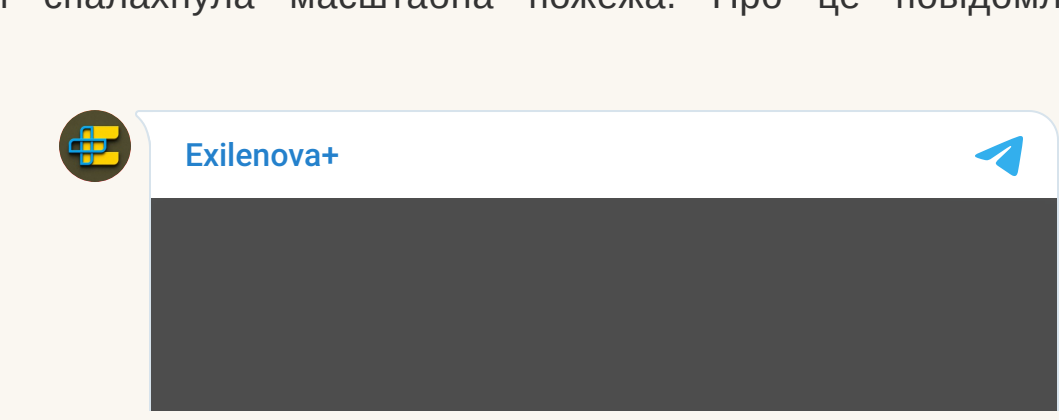 і спалахнула масштабна пожежа. Про це повідомл
Exilenova+